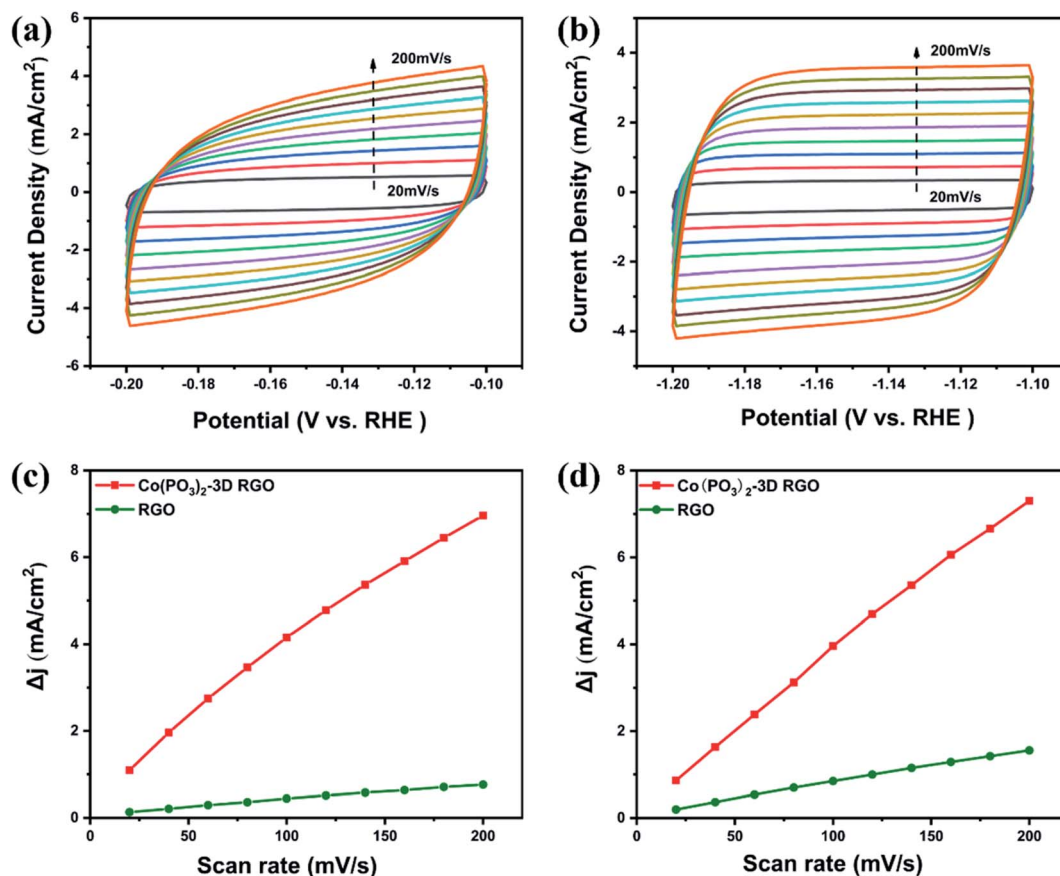 (a)
200mV/s
20mV/s
6
4
2
0
-2
-4
-6
Current Density (mA/cm²)
-0.20
-0.18
-0.16
-0.14
-0.12
-0.10
Potential (V vs. RHE )
(b)
200mV/s
20mV/s
4
2
0
-2
-4
Current Density (mA/cm²)
-1.20
-1.18
-1.16
-1.14
-1.12
-1.10
Potential (V vs. RHE )
(c)
Co(PO₃)₂-3D RGO
RGO
8
6
4
2
0
Δj (mA/cm²)
0
50
100
150
200
Scan rate (mV/s)
(d)
Co(PO₃)₂-3D RGO
RGO
8
6
4
2
0
Δj (mA/cm²)
0
50
100
150
200
Scan rate (mV/s)